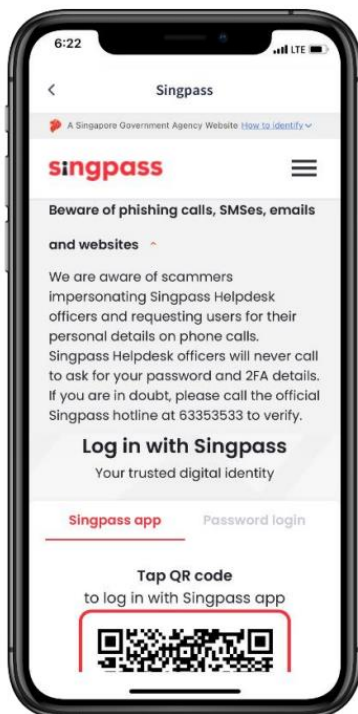 6:22
LTE
Singpass
A Singapore Government Agency Website How to identify
singpass
Beware of phishing calls, SMSes, emails
and websites
We are aware of scammers
impersonating Singpass Helpdesk
officers and requesting users for their
personal details on phone calls.
Singpass Helpdesk officers will never call
to ask for your password and 2FA details.
If you are in doubt, please call the official
Singpass hotline at 63353533 to verify.
Log in with Singpass
Your trusted digital identity
Singpass app Password login
Tap QR code
to log in with Singpass app